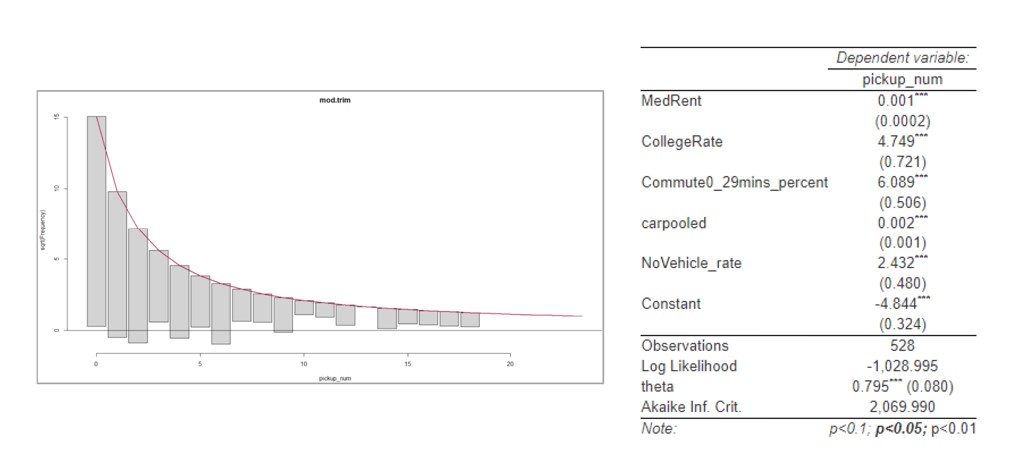 mod.trim
15
10
5
0
sqrt(Frequency)
0 5 10 15 20
pickup_num
Dependent variable:
pickup_num
MedRent 0.001***
(0.0002)
CollegeRate 4.749***
(0.721)
Commute0_29mins_percent 6.089***
(0.506)
carpooled 0.002***
(0.001)
NoVehicle_rate 2.432***
(0.480)
Constant -4.844***
(0.324)
Observations 528
Log Likelihood -1,028.995
theta 0.795*** (0.080)
Akaike Inf. Crit. 2,069.990
Note: p<0.1; p<0.05; p<0.01